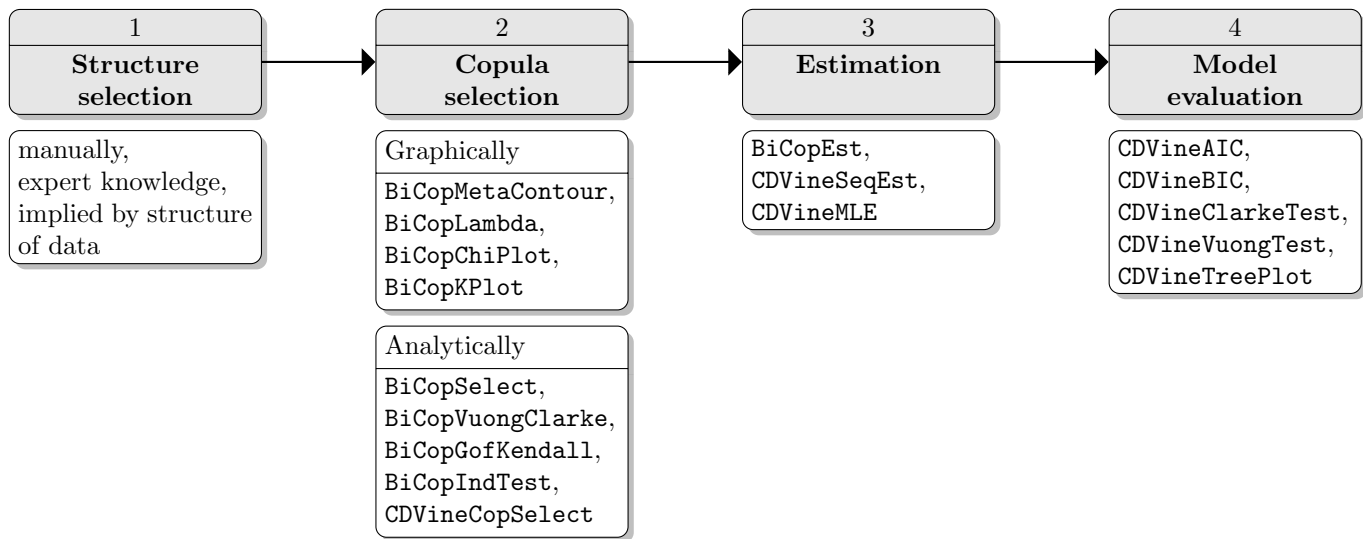 1
Structure
selection
manually,
expert knowledge,
implied by structure
of data
2
Copula
selection
Graphically
BiCopMetaContour,
BiCopLambda,
BiCopChiPlot,
BiCopKPlot
Analytically
BiCopSelect,
BiCopVuongClarke,
BiCopGofKendall,
BiCopIndTest,
CDVineCopSelect
3
Estimation
BiCopEst,
CDVineSeqEst,
CDVineMLE
4
Model
evaluation
CDVineAIC,
CDVineBIC,
CDVineClarkeTest,
CDVineVuongTest,
CDVineTreePlot